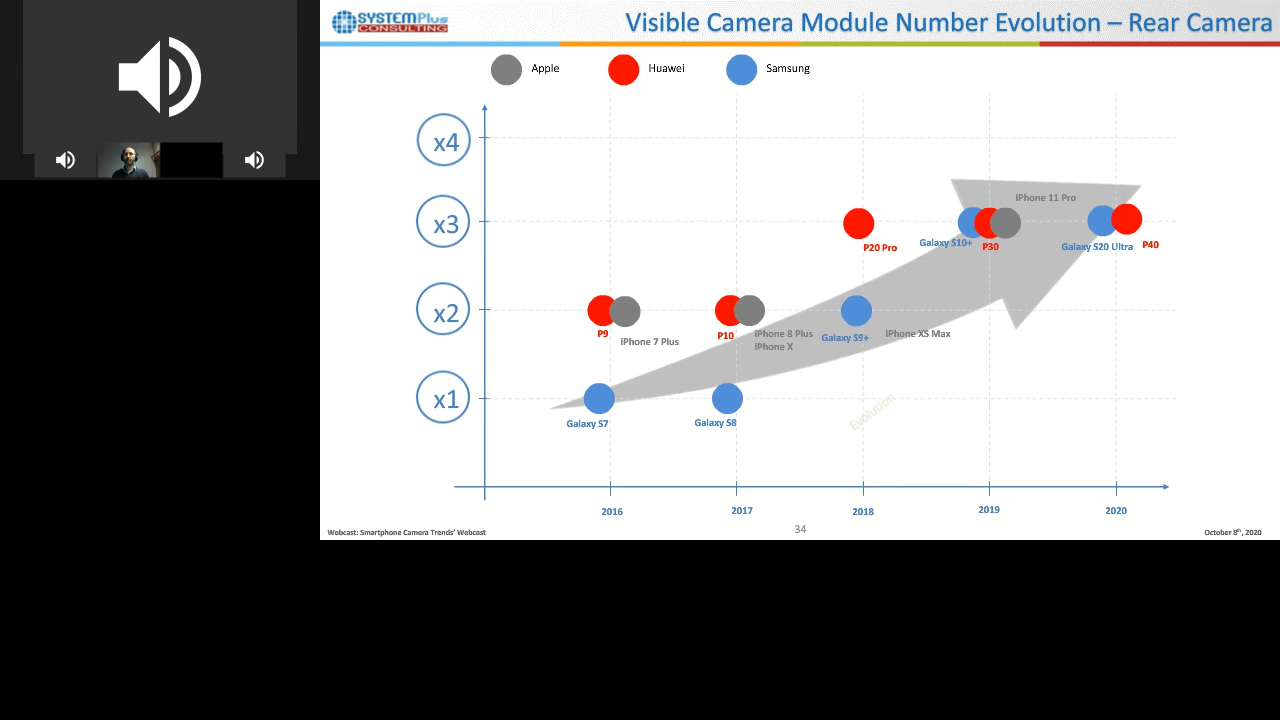 SYSTEMPlus
CONSULTING
Visible Camera Module Number Evolution – Rear Camera
Apple
Huawei
Samsung
x4
x3
x2
x1
iPhone 11 Pro
P20 Pro
Galaxy S10+
P30
Galaxy S20 Ultra
P40
P9
iPhone 7 Plus
P10
iPhone 8 Plus
iPhone X
Galaxy S9+
iPhone XS Max
Galaxy S7
Galaxy S8
Evolution
2016
2017
2018
2019
2020
Webcast: Smartphone Camera Trends' Webcast
34
October 8th, 2020